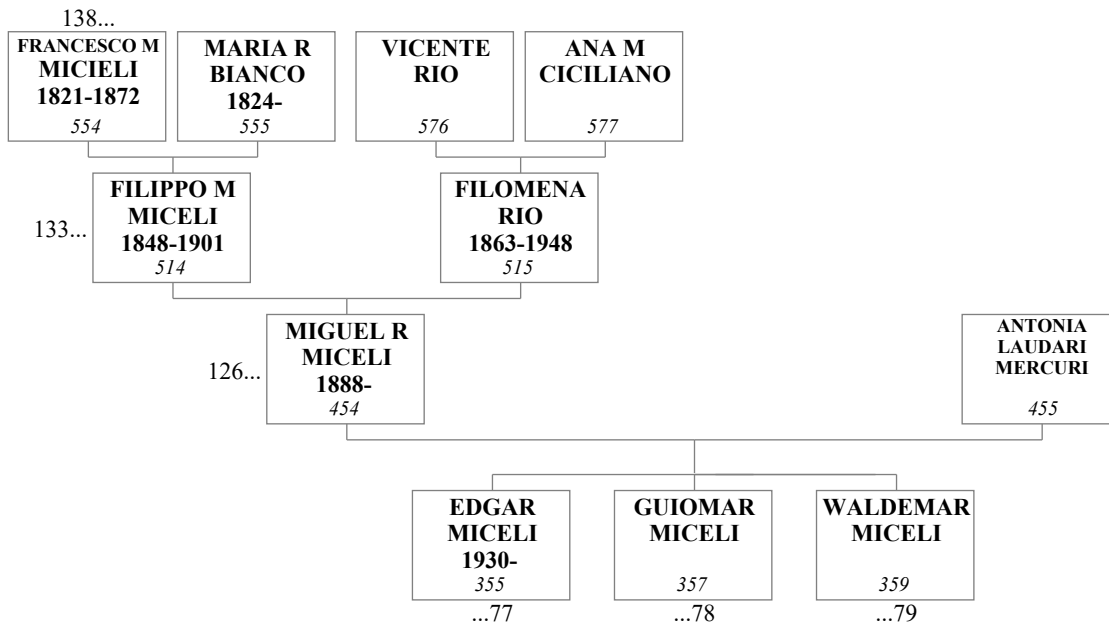 138...
FRANCESCO M
MICIELI
1821-1872
554
MARIA R
BIANCO
1824-
555
VICENTE
RIO
576
ANA M
CICILIANO
577
133...
FILIPPO M
MICELI
1848-1901
514
FILOMENA
RIO
1863-1948
515
126...
MIGUEL R
MICELI
1888-
454
ANTONIA
LAUDARI
MERCURI
455
EDGAR
MICELI
1930-
355
...77
GUIOMAR
MICELI
357
...78
WALDEMAR
MICELI
359
...79